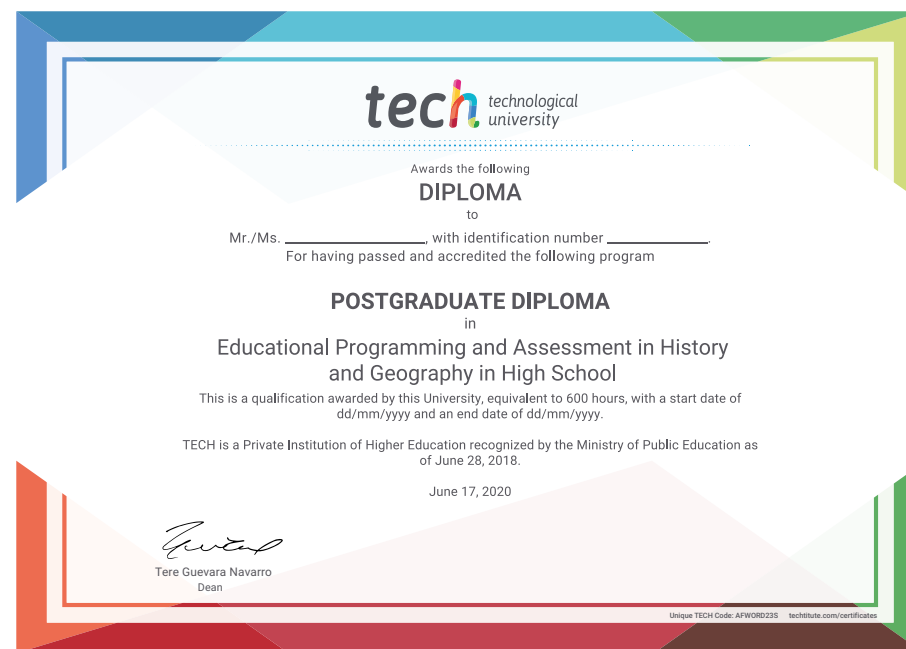 tech technological
university
Awards the following
DIPLOMA
to
Mr./Ms. ____________________, with identification number ______________.
For having passed and accredited the following program
POSTGRADUATE DIPLOMA
in
Educational Programming and Assessment in History
and Geography in High School
This is a qualification awarded by this University, equivalent to 600 hours, with a start date of
dd/mm/yyyy and an end date of dd/mm/yyyy.
TECH is a Private Institution of Higher Education recognized by the Ministry of Public Education as
of June 28, 2018.
June 17, 2020
Tere Guevara Navarro
Dean
Unique TECH Code: AFWORD23S techtitute.com/certificates